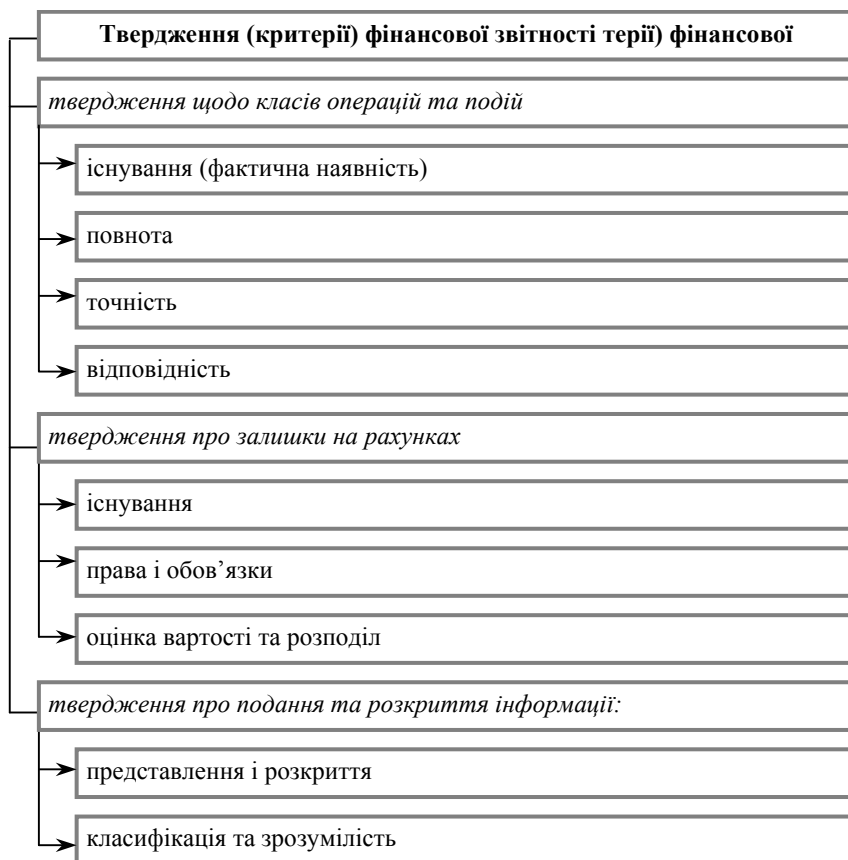 Твердження (критерії) фінансової звітності терії) фінансової
твердження щодо класів операцій та подій
існування (фактична наявність)
повнота
точність
відповідність
твердження про залишки на рахунках
існування
права і обов’язки
оцінка вартості та розподіл
твердження про подання та розкриття інформації:
представлення і розкриття
класифікація та зрозумілість